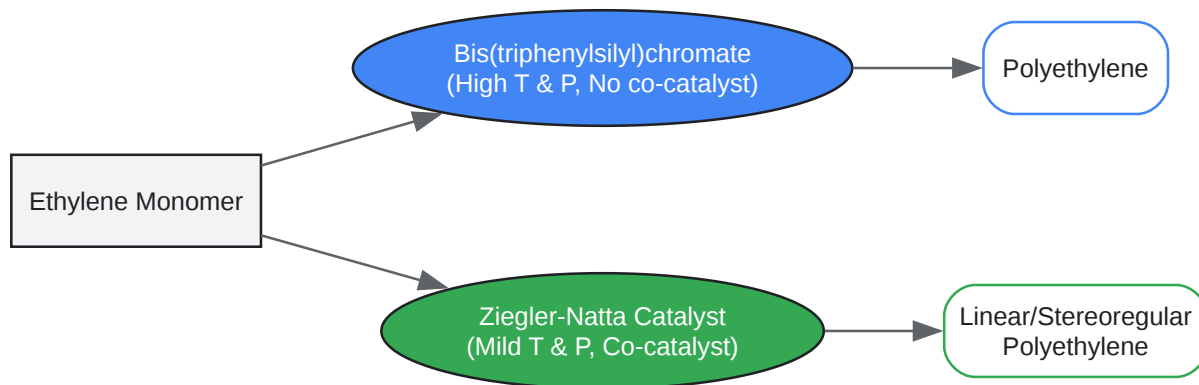 Bis(triphenylsilyl)chromate
(High T & P, No co-catalyst)
Polyethylene
Ethylene Monomer
Ziegler-Natta Catalyst
(Mild T & P, Co-catalyst)
Linear/Stereoregular
Polyethylene